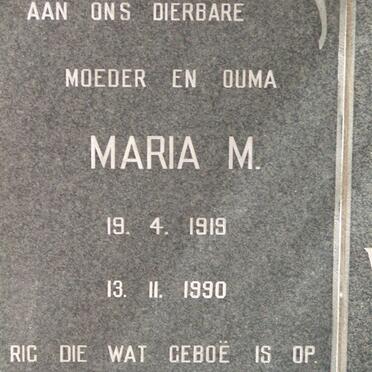 AAN ONS DIERBARE
MOEDER EN OUMA
MARIA M.
19. 4. 1919
13. 11. 1990
RIG DIE WAT GEBOË IS OP.